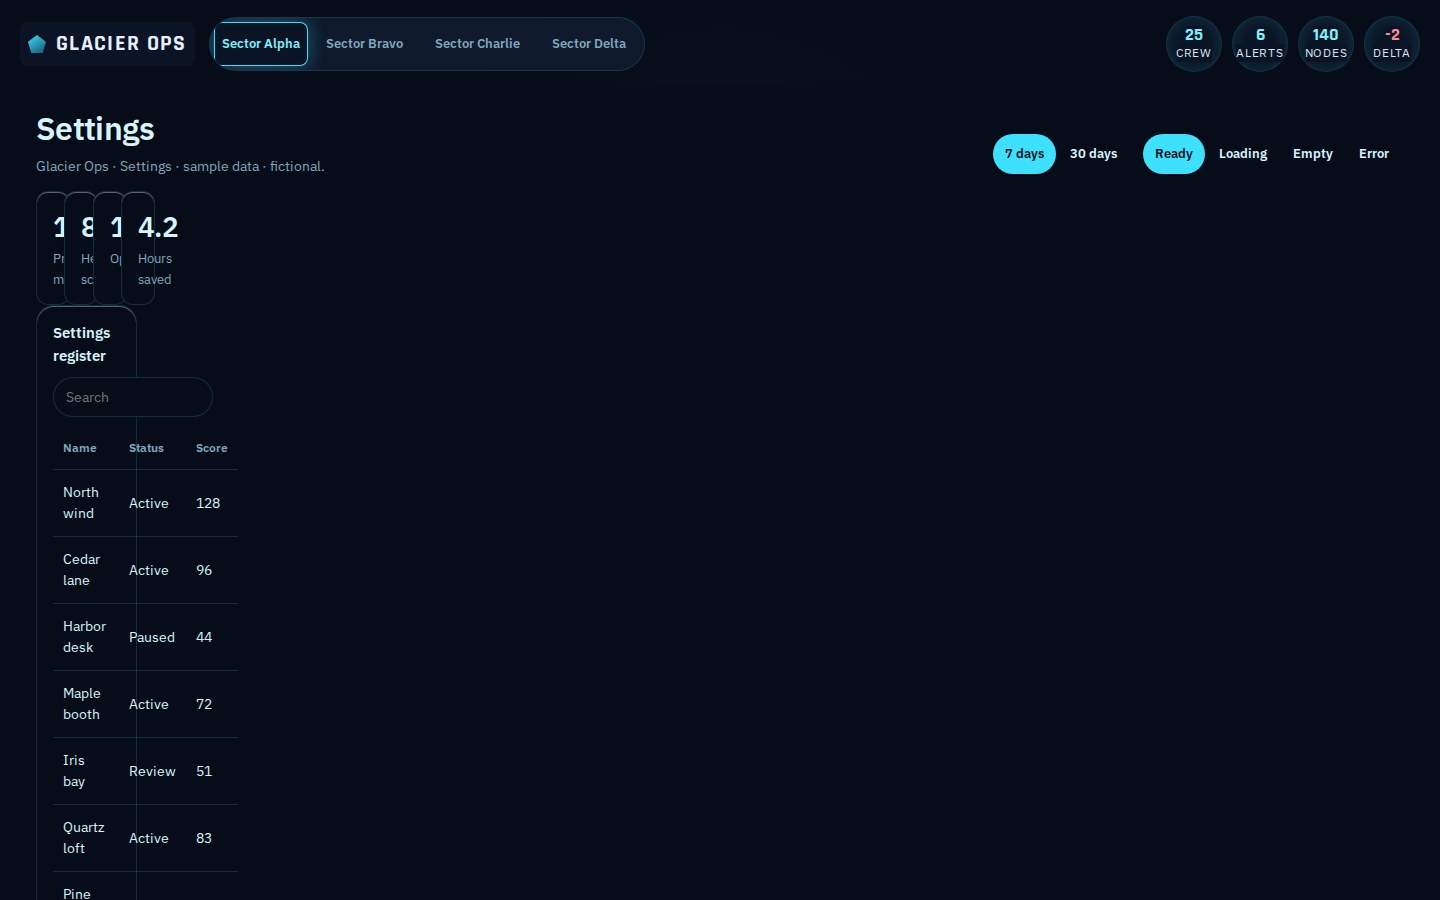 GLACIER OPS
Sector Alpha
Sector Bravo
Sector Charlie
Sector Delta
25
CREW
6
ALERTS
140
NODES
-2
DELTA
Settings
Glacier Ops · Settings · sample data · fictional.
7 days
30 days
Ready
Loading
Empty
Error
4.2
Hours
saved
Settings
register
Search
Name Status Score
North
wind
Active
128
Cedar
lane
Active
96
Harbor
desk
Paused
44
Maple
booth
Active
72
Iris
bay
Review
51
Quartz
loft
Active
83
Pine